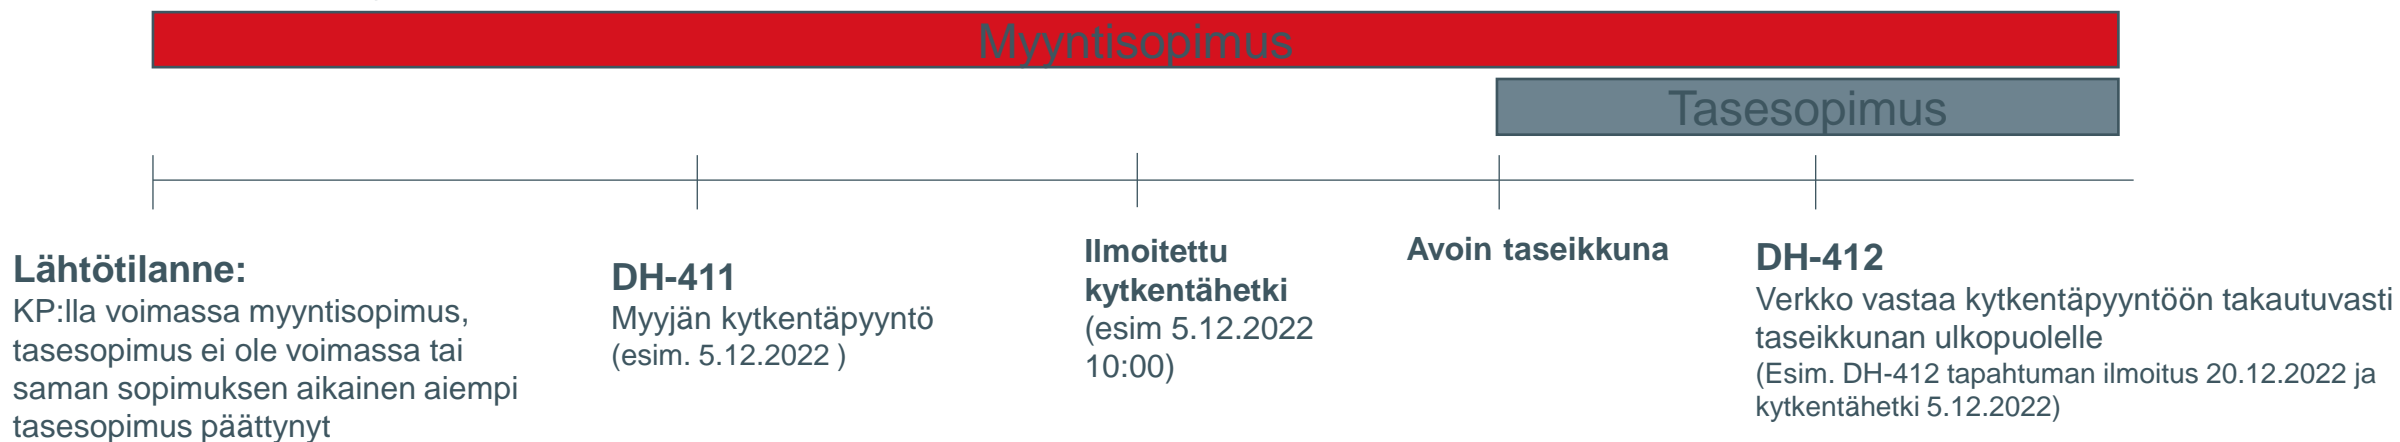 Myyntisopimus
Tasesopimus
Lähtötilanne:
KP:lla voimassa myyntisopimus,
tasesopimus ei ole voimassa tai
saman sopimuksen aikainen aiempi
tasesopimus päättynyt
DH-411
Myyjän kytkentäpyyntö
(esim. 5.12.2022 )
Ilmoitettu
kytkentähetki
(esim 5.12.2022
10:00)
Avoin taseikkuna
DH-412
Verkko vastaa kytkentäpyyntöön takautuvasti
taseikkunan ulkopuolelle
(Esim. DH-412 tapahtuman ilmoitus 20.12.2022 ja
kytkentähetki 5.12.2022)